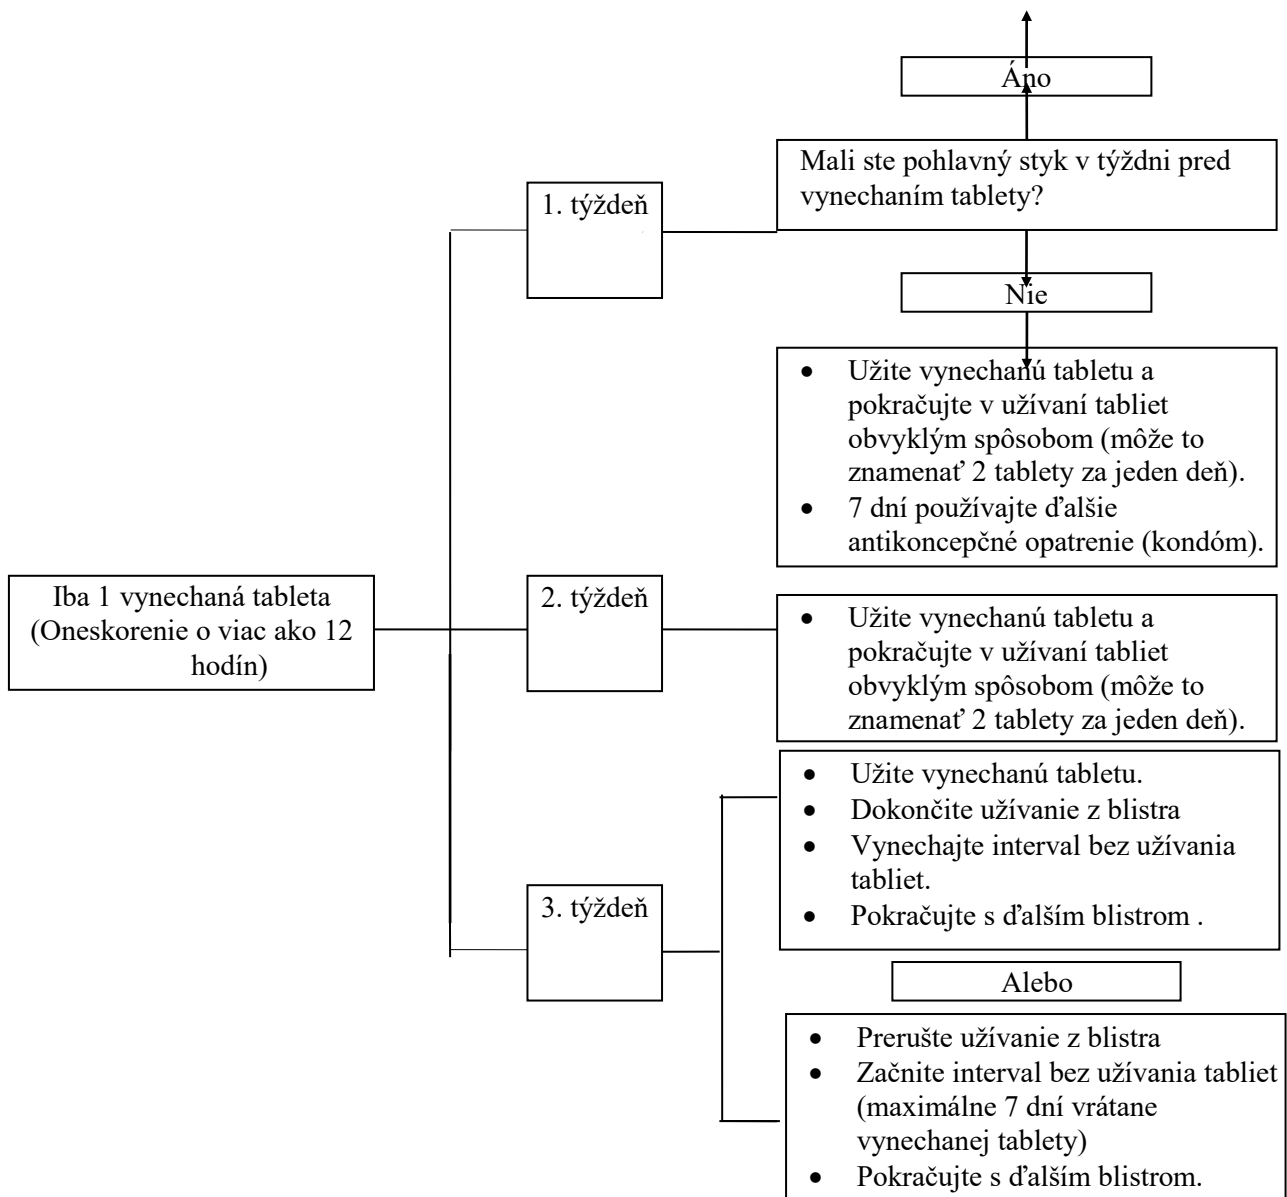 Áno
Mali ste pohlavný styk v týždni pred
vynechaním tablety?
1. týždeň
Nie
• Užite vynechanú tabletu a
pokračujte v užívaní tabliet
obvyklým spôsobom (môže to
znamenať 2 tablety za jeden deň).
• 7 dní používajte ďalšie
antikoncepčné opatrenie (kondóm).
Iba 1 vynechaná tableta
(Oneskorenie o viac ako 12
hodín)
2. týždeň
• Užite vynechanú tabletu a
pokračujte v užívaní tabliet
obvyklým spôsobom (môže to
znamenať 2 tablety za jeden deň).
3. týždeň
• Užite vynechanú tabletu.
• Dokončite užívanie z blistra
• Vynechajte interval bez užívania
tabliet.
• Pokračujte s ďalším blistrom .
Alebo
• Prerušte užívanie z blistra
• Začnite interval bez užívania tabliet
(maximálne 7 dní vrátane
vynechanej tablety)
• Pokračujte s ďalším blistrom.